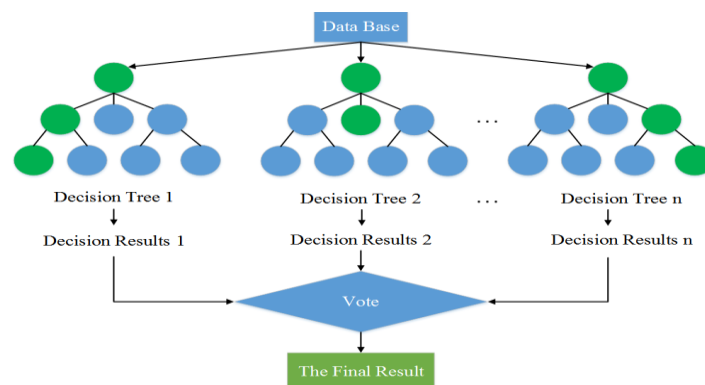 Data Base
...
Decision Tree 1
Decision Tree 2
...
Decision Tree n
Decision Results 1
Decision Results 2
Decision Results n
Vote
The Final Result